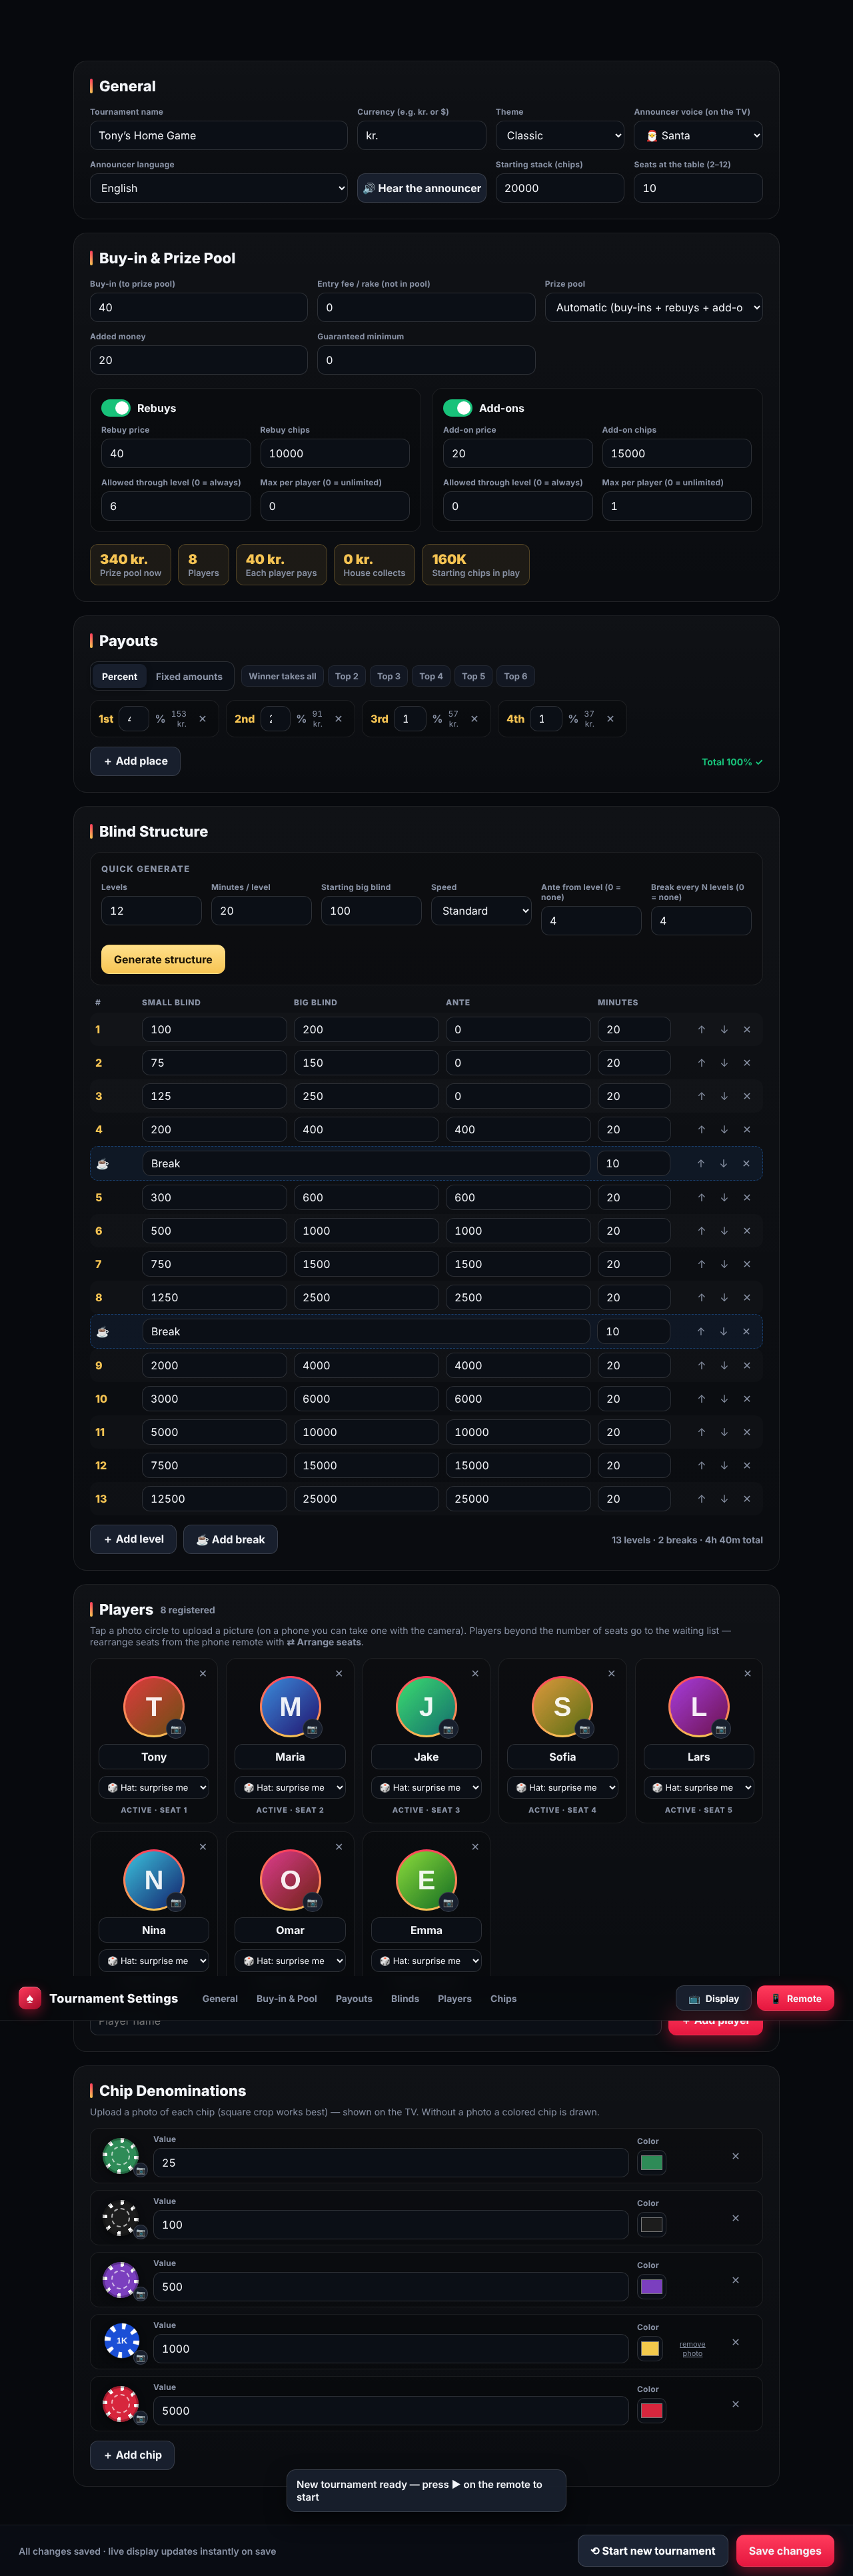 General
Tournament name
Currency (e.g. kr. or $)
Theme
Announcer voice (on the TV)
Tony's Home Game
kr.
Classic
🎅 Santa
Announcer language
Starting stack (chips)
Seats at the table (2–12)
English
🔊 Hear the announcer
20000
10
Buy-in & Prize Pool
Buy-in (to prize pool)
Entry fee / rake (not in pool)
Prize pool
40
0
Automatic (buy-ins + rebuys + add-o
Added money
Guaranteed minimum
20
0
Rebuys
Rebuy price
Rebuy chips
40
10000
Allowed through level (0 = always)
Max per player (0 = unlimited)
6
0
Add-ons
Add-on price
Add-on chips
20
15000
Allowed through level (0 = always)
Max per player (0 = unlimited)
0
1
340 kr.
Prize pool now
8
Players
40 kr.
Each player pays
0 kr.
House collects
160K
Starting chips in play
Payouts
Percent
Fixed amounts
Winner takes all
Top 2
Top 3
Top 4
Top 5
Top 6
1st % 153 kr. ✕
2nd % 91 kr. ✕
3rd 1 % 57 kr. ✕
4th 1 % 37 kr. ✕
+ Add place
Total 100% ✓
Blind Structure
QUICK GENERATE
Levels
Minutes / level
Starting big blind
Speed
Ante from level (0 = none)
Break every N levels (0 = none)
12
20
100
Standard
4
4
Generate structure
# SMALL BLIND BIG BLIND ANTE MINUTES
1 100 200 0 20 ↑ ↓ ✕
2 75 150 0 20 ↑ ↓ ✕
3 125 250 0 20 ↑ ↓ ✕
4 200 400 400 20 ↑ ↓ ✕
☕ Break 10 ↑ ↓ ✕
5 300 600 600 20 ↑ ↓ ✕
6 500 1000 1000 20 ↑ ↓ ✕
7 750 1500 1500 20 ↑ ↓ ✕
8 1250 2500 2500 20 ↑ ↓ ✕
☕ Break 10 ↑ ↓ ✕
9 2000 4000 4000 20 ↑ ↓ ✕
10 3000 6000 6000 20 ↑ ↓ ✕
11 5000 10000 10000 20 ↑ ↓ ✕
12 7500 15000 15000 20 ↑ ↓ ✕
13 12500 25000 25000 20 ↑ ↓ ✕
+ Add level
☕ Add break
13 levels · 2 breaks · 4h 40m total
Players 8 registered
Tap a photo circle to upload a picture (on a phone you can take one with the camera). Players beyond the number of seats go to the waiting list —
rearrange seats from the phone remote with ⇄ Arrange seats.
T
Tony
🎲 Hat: surprise me
ACTIVE · SEAT 1
M
Maria
🎲 Hat: surprise me
ACTIVE · SEAT 2
J
Jake
🎲 Hat: surprise me
ACTIVE · SEAT 3
S
Sofia
🎲 Hat: surprise me
ACTIVE · SEAT 4
L
Lars
🎲 Hat: surprise me
ACTIVE · SEAT 5
N
Nina
🎲 Hat: surprise me
O
Omar
🎲 Hat: surprise me
E
Emma
🎲 Hat: surprise me
♠ Tournament Settings
General
Buy-in & Pool
Payouts
Blinds
Players
Chips
📺 Display
📱 Remote
Player name
+ Add player
Chip Denominations
Upload a photo of each chip (square crop works best) — shown on the TV. Without a photo a colored chip is drawn.
Value
Color
25
✕
Value
Color
100
✕
Value
Color
500
✕
1K
Value
Color
1000
remove
photo
✕
Value
Color
5000
✕
+ Add chip
New tournament ready — press ▶ on the remote to
start
All changes saved · live display updates instantly on save
⟲ Start new tournament
Save changes